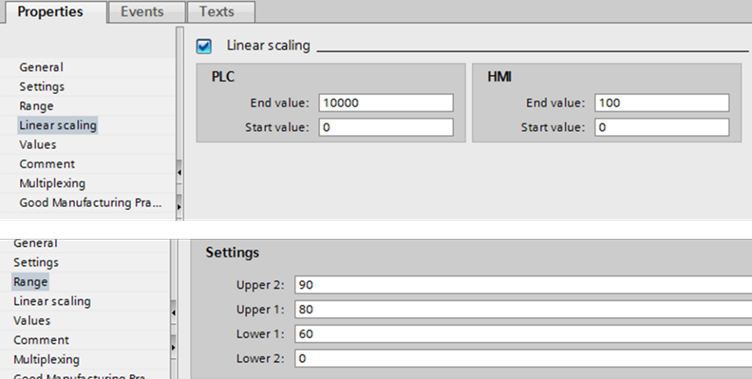 Properties Events Texts
Linear scaling
General
Settings
Range
Linear scaling
Values
Comment
Multiplexing
Good Manufacturing Pra...
PLC
End value: 10000
Start value: 0
HMI
End value: 100
Start value: 0
General
Settings
Range
Linear scaling
Values
Comment
Multiplexing
Good Manufacturing Pra...
Settings
Upper 2: 90
Upper 1: 80
Lower 1: 60
Lower 2: 0